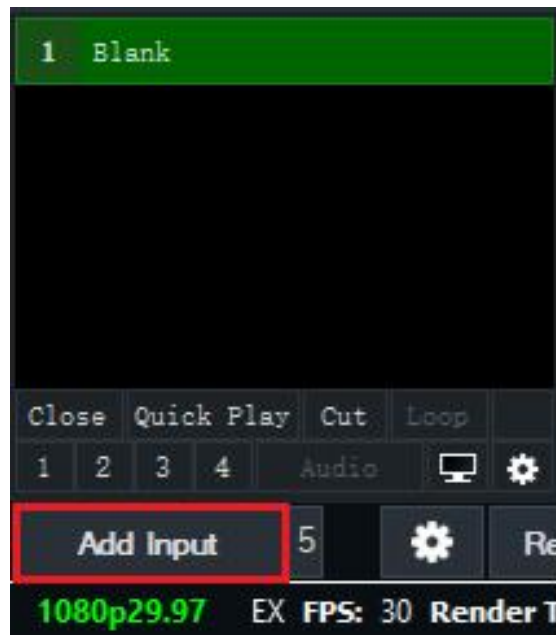 1 Blank
Close Quick Play Cut Loop
1 2 3 4 Audio
Add Input 5 Re
1080p29.97 EX FPS: 30 Render T